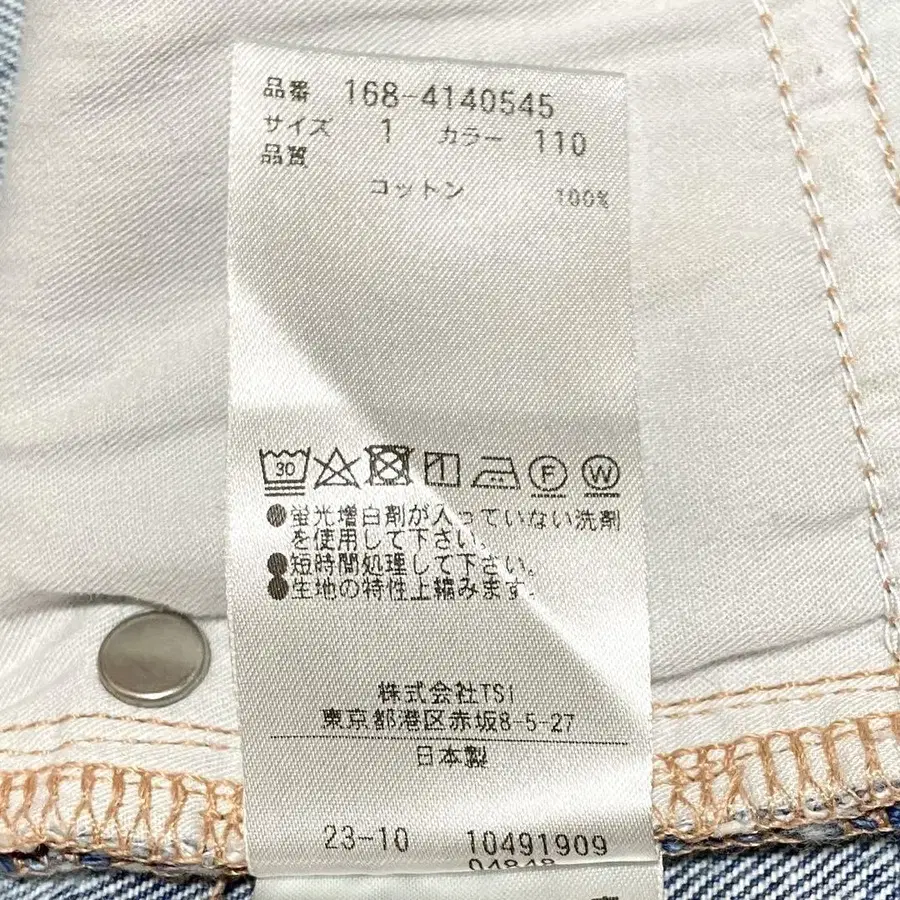 品番 168-4140545
サイズ 1 カラー 110
品質
コットン 100%
30 F W
●蛍光増白剤が入っていない洗剤
を使用して下さい。
●短時間処理して下さい。
●生地の特性上縮みます。
株式会社TSI
東京都港区赤坂8-5-27
日本製
23-10 10491909
04848